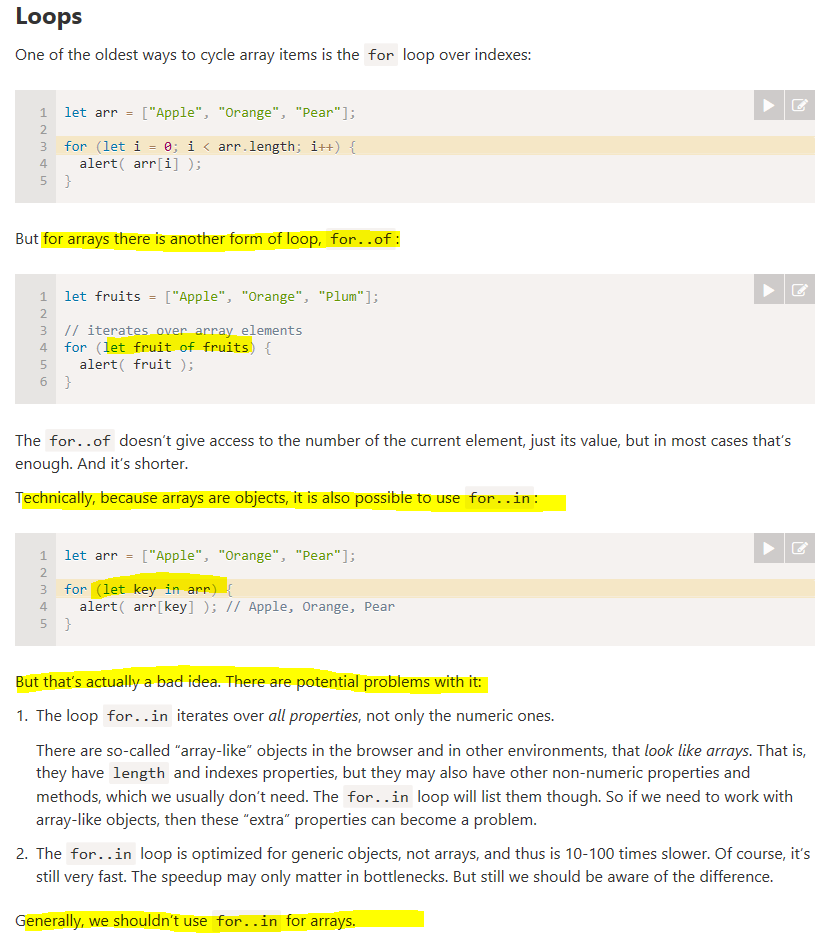 Loops
One of the oldest ways to cycle array items is the for loop over indexes:
1 let arr = ["Apple", "Orange", "Pear"];
2
3 for (let i = 0; i < arr.length; i++) {
4   alert( arr[i] );
5 }
But for arrays there is another form of loop, for..of:
1 let fruits = ["Apple", "Orange", "Plum"];
2
3 // iterates over array elements
4 for (let fruit of fruits) {
5   alert( fruit );
6 }
The for..of doesn’t give access to the number of the current element, just its value, but in most cases that’s
enough. And it’s shorter.
Technically, because arrays are objects, it is also possible to use for..in:
1 let arr = ["Apple", "Orange", "Pear"];
2
3 for (let key in arr) {
4   alert( arr[key] ); // Apple, Orange, Pear
5 }
But that’s actually a bad idea. There are potential problems with it:
1. The loop for..in iterates over all properties, not only the numeric ones.
There are so-called “array-like” objects in the browser and in other environments, that look like arrays. That is,
they have length and indexes properties, but they may also have other non-numeric properties and
methods, which we usually don’t need. The for..in loop will list them though. So if we need to work with
array-like objects, then these “extra” properties can become a problem.
2. The for..in loop is optimized for generic objects, not arrays, and thus is 10-100 times slower. Of course, it’s
still very fast. The speedup may only matter in bottlenecks. But still we should be aware of the difference.
Generally, we shouldn’t use for..in for arrays.